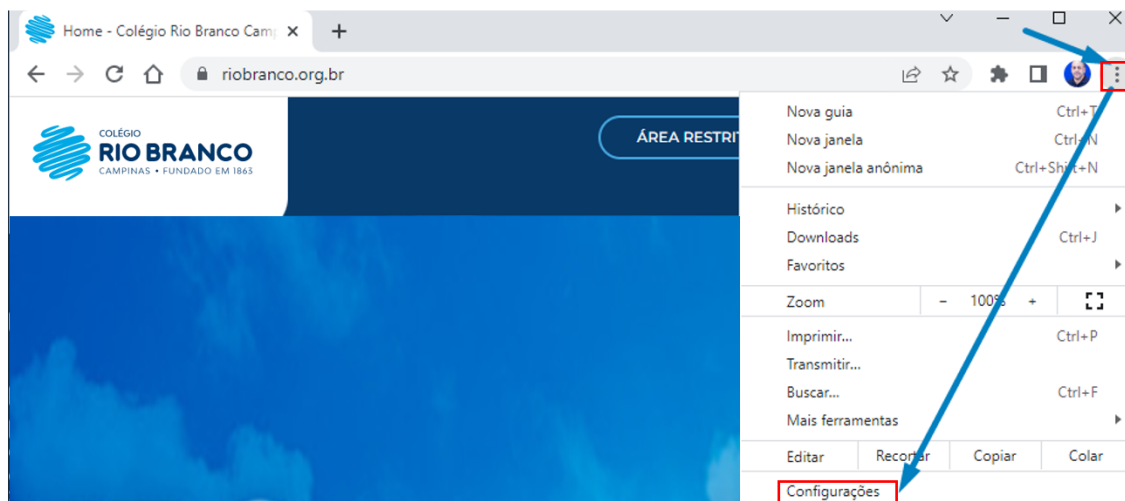 Home - Colégio Rio Branco Cam
riobranco.org.br
COLÉGIO
RIO BRANCO
CAMPINAS • FUNDADO EM 1863
ÁREA RESTRIT
Nova guia Ctrl+T
Nova janela Ctrl+N
Nova janela anônima Ctrl+Shift+N
Histórico
Downloads Ctrl+J
Favoritos
Zoom - 100% +
Imprimir... Ctrl+P
Transmitir...
Buscar... Ctrl+F
Mais ferramentas
Editar Recortar Copiar Colar
Configurações